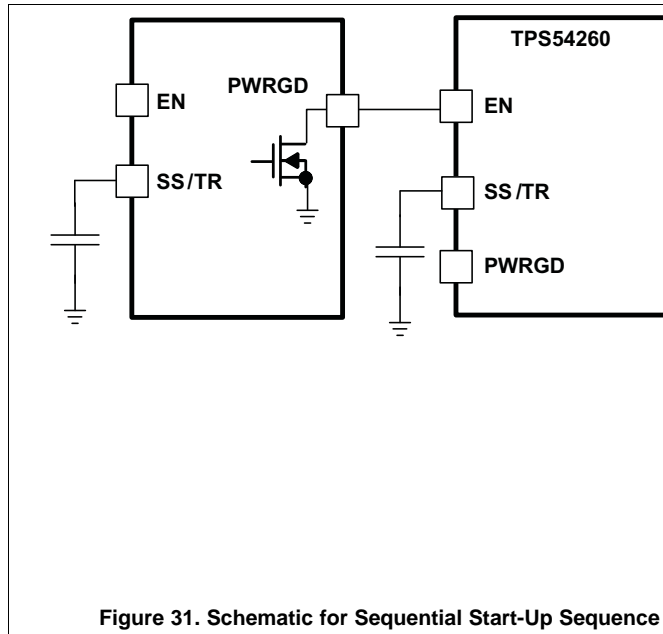 TPS54260
PWRGD
EN
EN
SS/TR
SS/TR
PWRGD
Figure 31. Schematic for Sequential Start-Up Sequence